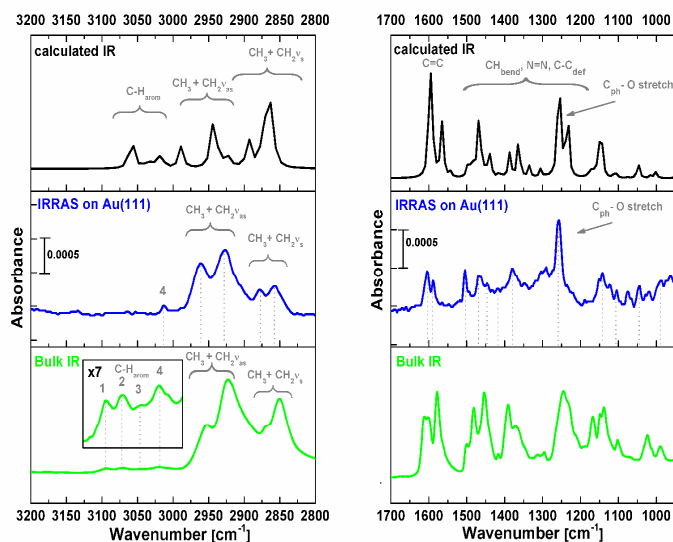 3200 3100 3050 3000 2950 2900 2850 2800
calculated IR
CH3 + CH2νs
CH3 + CH2νas
C-Harom
IRRAS on Au(111)
CH3 + CH2νas
CH3 + CH2νs
0.0005
4
Absorbance
Bulk IR
CH3 + CH2νas
CH3 + CH2νs
x7
C-Harom
1 2 3 4
3200 3100 3050 3000 2950 2900 2850 2800
Wavenumber [cm-1]
1700 1600 1500 1400 1300 1200 1100 1000
calculated IR
C=C
CHbend, N=N, C-Cdef
Cph- O stretch
IRRAS on Au(111)
Cph- O stretch
0.0005
Absorbance
Bulk IR
1700 1600 1500 1400 1300 1200 1100 1000
Wavenumber [cm-1]